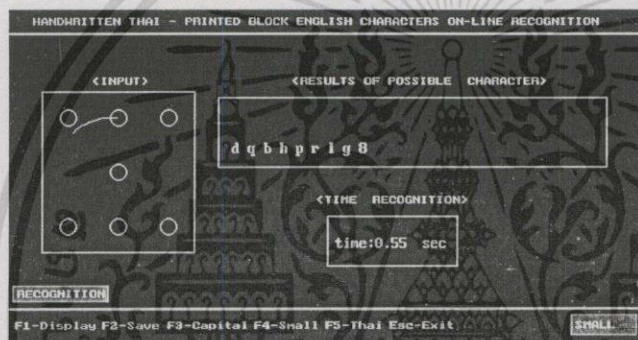 HANDWRITTEN THAI - PRINTED BLOCK ENGLISH CHARACTERS ON-LINE RECOGNITION
<INPUT>
<RESULTS OF POSSIBLE CHARACTER>
d q b h p r l g 8
<TIME RECOGNITION>
time:0.55 sec
RECOGNITION
F1-Display F2-Save F3-Capital F4-Small F5-Thai Esc-Exit
SMALL